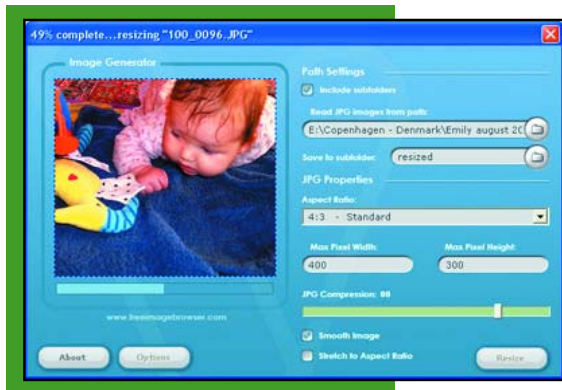 49% complete...resizing "100_0096.JPG"
Image Generator
www.freeimagebrowser.com
About
Options
Path Settings
Include subfolders
Read JPG images from path:
E:\Copenhagen - Denmark\Emily august 20
Save to subfolder:
resized
JPG Properties
Aspect Ratio:
4:3 - Standard
Max Pixel Width:
Max Pixel Height:
400
300
JPG Compression: 80
Smooth Image
Stretch to Aspect Ratio
Resize